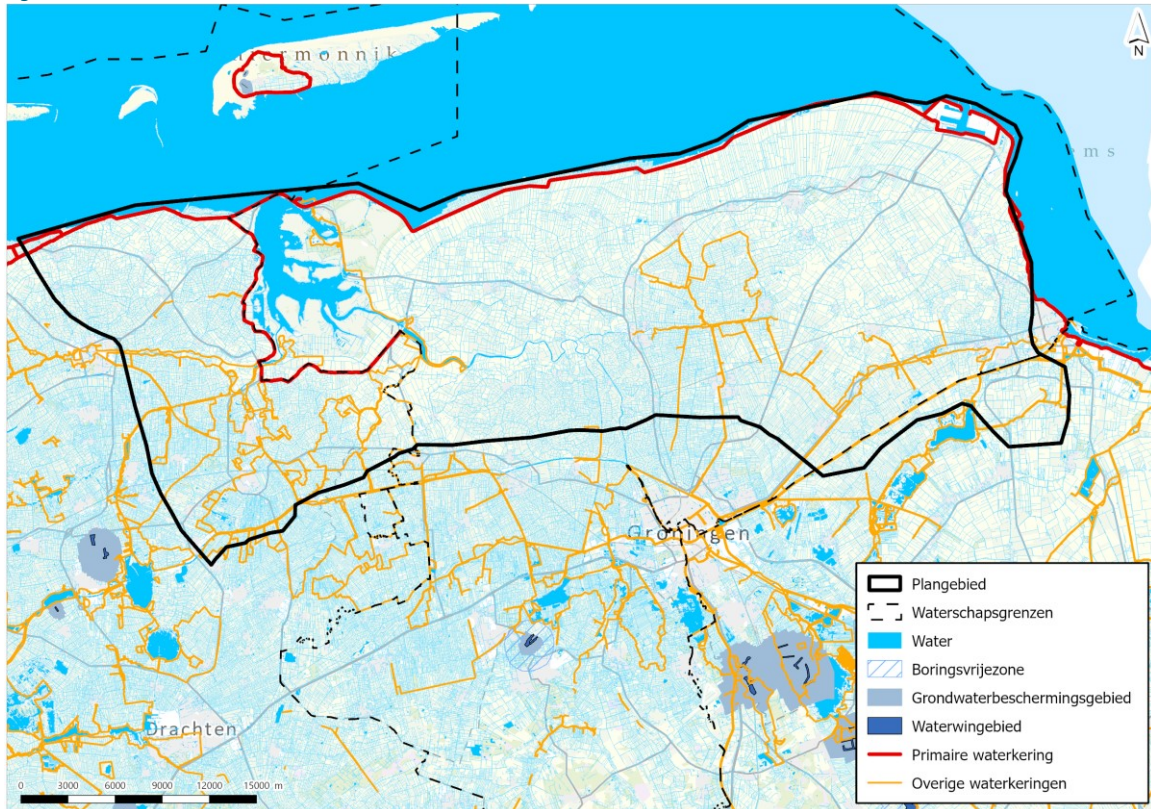 N
ermonnik
ems
Groningen
Drachten
Plangebied
Waterschapsgrenzen
Water
Boringsvrijezone
Grondwaterbeschermingsgebied
Waterwingebied
Primaire waterkering
Overige waterkeringen
0 3000 6000 9000 12000 15000 m